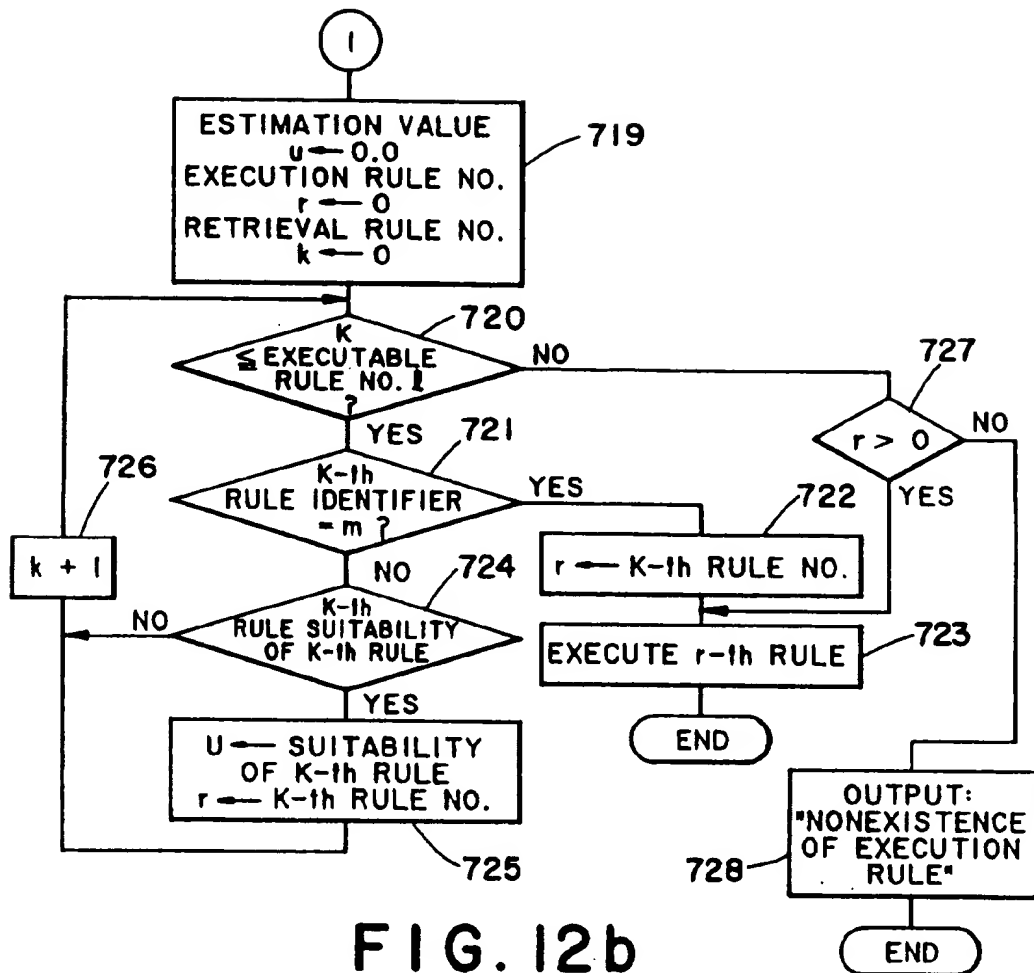 1
ESTIMATION VALUE
u ← 0.0
EXECUTION RULE NO.
r ← 0
RETRIEVAL RULE NO.
k ← 0
719
K
≦ EXECUTABLE
RULE NO. l
?
720
NO
YES
727
r > 0
NO
YES
721
K-th
RULE IDENTIFIER
= m ?
YES
NO
722
r ← K-th RULE NO.
726
k + 1
724
K-th
RULE SUITABILITY
OF K-th RULE
NO
YES
EXECUTE r-th RULE
723
END
U ← SUITABILITY
OF K-th RULE
r ← K-th RULE NO.
725
OUTPUT:
"NONEXISTENCE
OF EXECUTION
RULE"
728
END
FIG. 12b